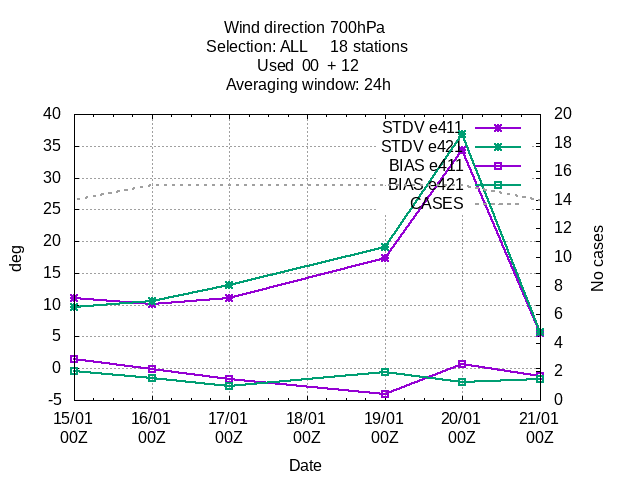 Wind direction 700hPa
Selection: ALL 18 stations
Used 00 + 12
Averaging window: 24h
40 20
STDV e411
35 18
STDV e421
BIAS e411
30 16
BIAS e421
25 14
CASES
20 12
15 10
10 8
5 6
0 4
-5 2
0
deg
No cases
15/01 16/01 17/01 18/01 19/01 20/01 21/01
00Z 00Z 00Z 00Z 00Z 00Z 00Z
Date